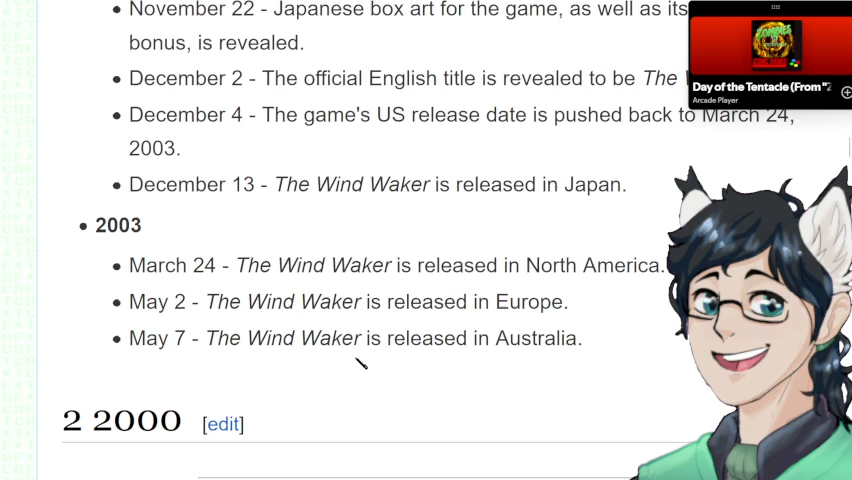 November 22 - Japanese box art for the game, as well as its
bonus, is revealed.
December 2 - The official English title is revealed to be The
December 4 - The game's US release date is pushed back to March 24,
2003.
December 13 - The Wind Waker is released in Japan.
2003
March 24 - The Wind Waker is released in North America.
May 2 - The Wind Waker is released in Europe.
May 7 - The Wind Waker is released in Australia.
2 2000 [edit]
ZOMBIES
Day of the Tentacle (From "
Arcade Player